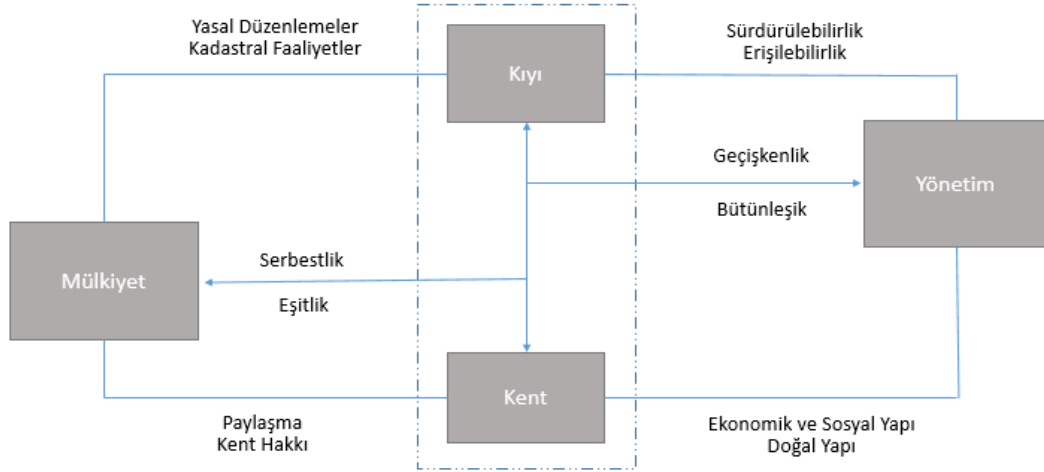 Yasal Düzenlemeler
Kadastral Faaliyetler
Kıyı
Sürdürülebilirlik
Erişilebilirlik
Geçişkenlik
Yönetim
Bütünleşik
Serbestlik
Mülkiyet
Eşitlik
Kent
Paylaşma
Kent Hakkı
Ekonomik ve Sosyal Yapı
Doğal Yapı